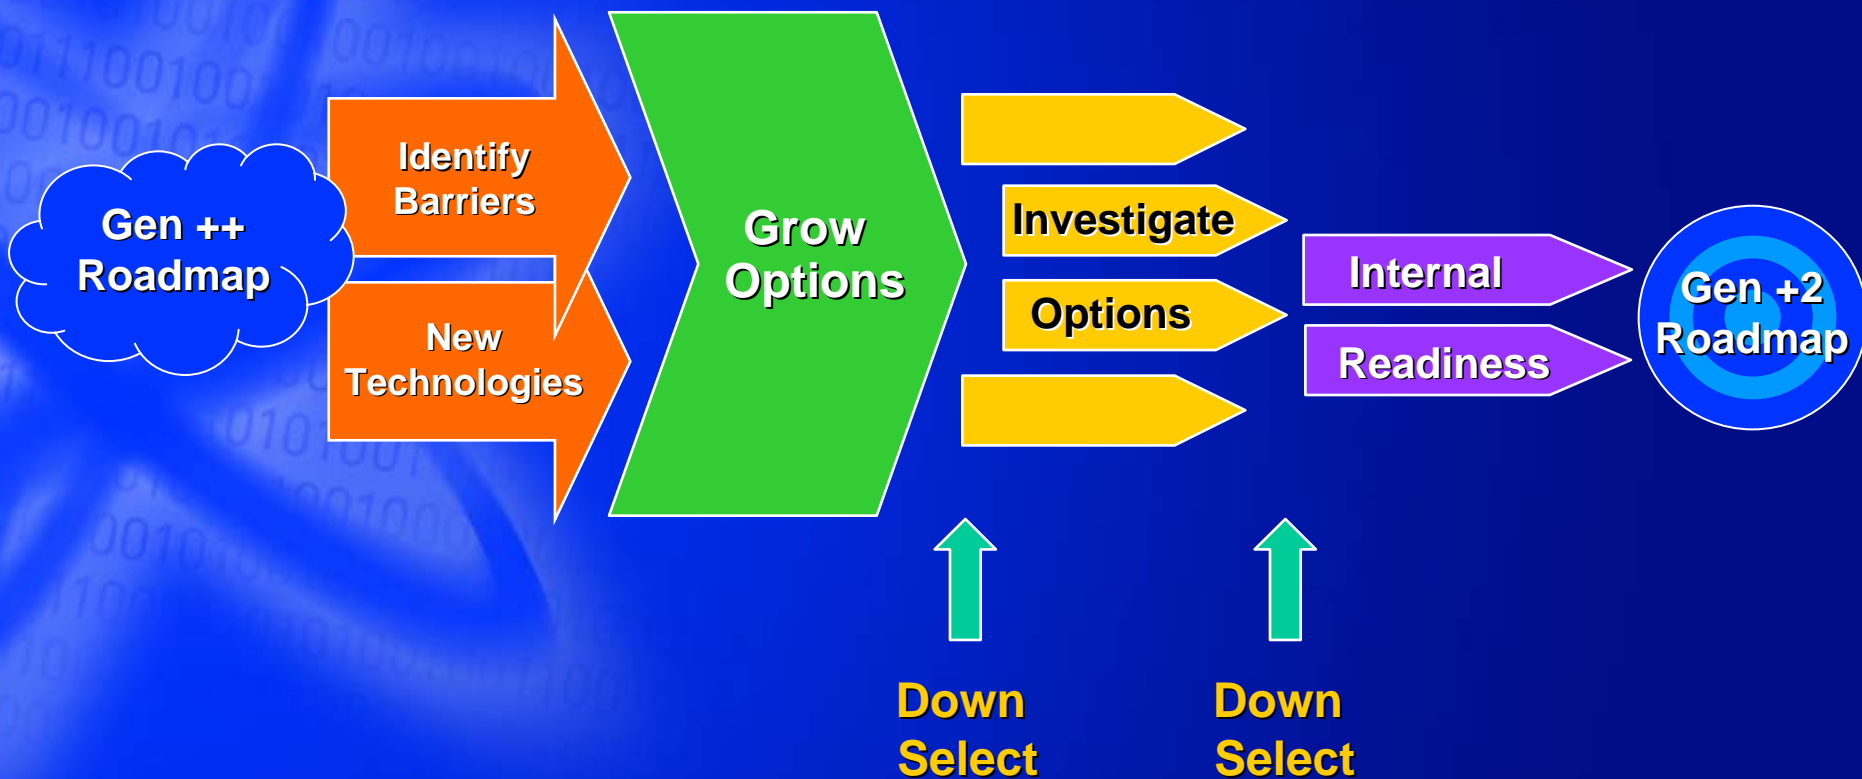 Gen ++
Roadmap
Identify
Barriers
New
Technologies
Grow
Options
Investigate
Options
Internal
Readiness
Gen +2
Roadmap
Down
Select
Down
Select